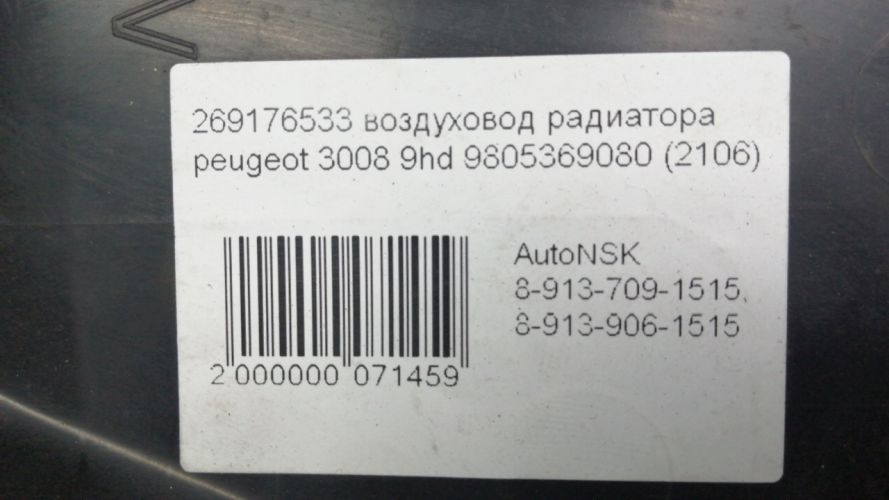 269176533 воздуховод радиатора
peugeot 3008 9hd 9805369080 (2106)
AutoNSK
8-913-709-1515,
8-913-906-1515
2 000000 071459